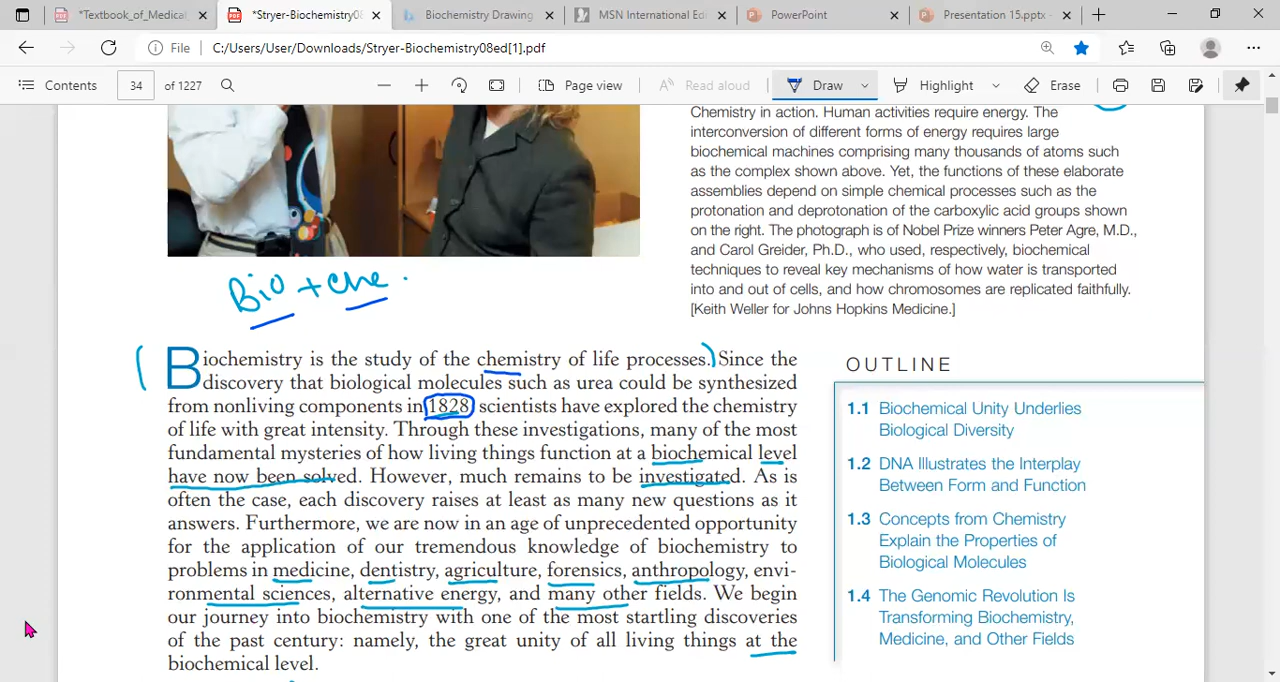 *Textbook_of_Medical_
*Stryer-Biochemistry08
Biochemistry Drawing
MSN International Edi
PowerPoint
Presentation 15.pptx -
File
C:/Users/User/Downloads/Stryer-Biochemistry08ed[1].pdf
Contents
34
of 1227
Page view
Read aloud
Draw
Highlight
Erase
Chemistry in action. Human activities require energy. The
interconversion of different forms of energy requires large
biochemical machines comprising many thousands of atoms such
as the complex shown above. Yet, the functions of these elaborate
assemblies depend on simple chemical processes such as the
protonation and deprotonation of the carboxylic acid groups shown
on the right. The photograph is of Nobel Prize winners Peter Agre, M.D.,
and Carol Greider, Ph.D., who used, respectively, biochemical
techniques to reveal key mechanisms of how water is transported
into and out of cells, and how chromosomes are replicated faithfully.
[Keith Weller for Johns Hopkins Medicine.]
Bio + che.
Biochemistry is the study of the chemistry of life processes. Since the
discovery that biological molecules such as urea could be synthesized
from nonliving components in 1828 scientists have explored the chemistry
of life with great intensity. Through these investigations, many of the most
fundamental mysteries of how living things function at a biochemical level
have now been solved. However, much remains to be investigated. As is
often the case, each discovery raises at least as many new questions as it
answers. Furthermore, we are now in an age of unprecedented opportunity
for the application of our tremendous knowledge of biochemistry to
problems in medicine, dentistry, agriculture, forensics, anthropology, envi-
ronmental sciences, alternative energy, and many other fields. We begin
our journey into biochemistry with one of the most startling discoveries
of the past century: namely, the great unity of all living things at the
biochemical level.
OUTLINE
1.1 Biochemical Unity Underlies
Biological Diversity
1.2 DNA Illustrates the Interplay
Between Form and Function
1.3 Concepts from Chemistry
Explain the Properties of
Biological Molecules
1.4 The Genomic Revolution Is
Transforming Biochemistry,
Medicine, and Other Fields